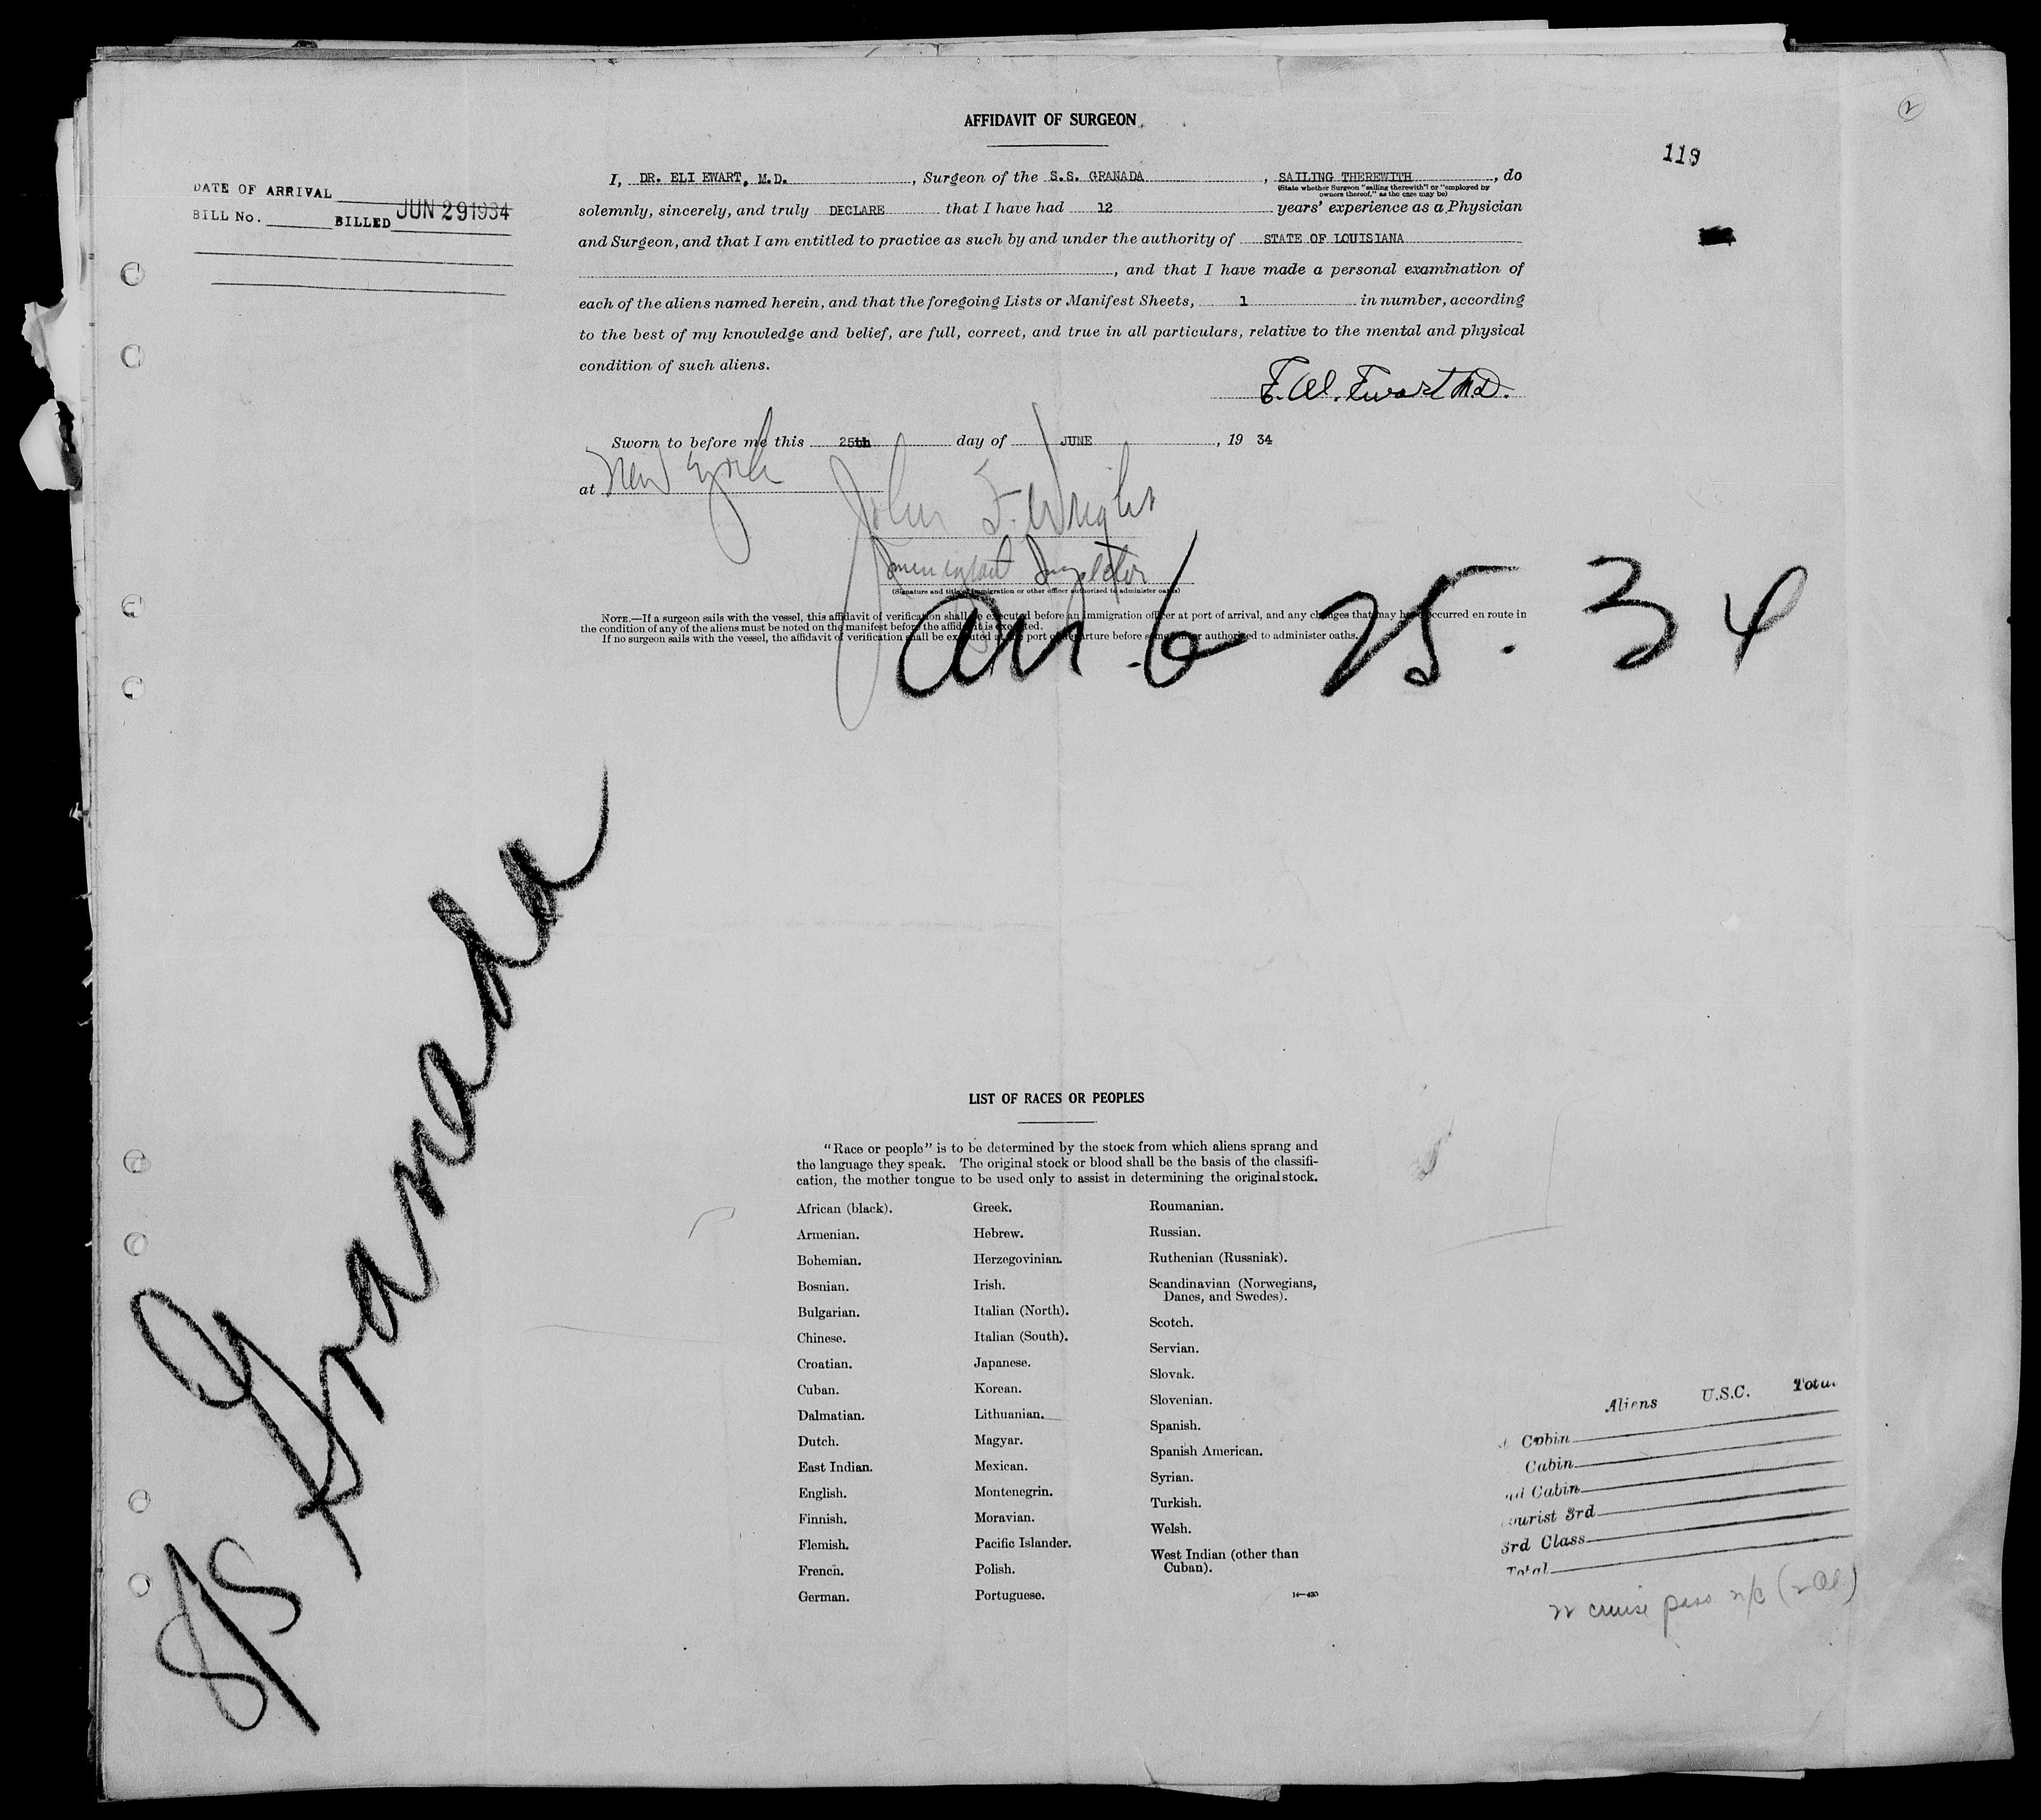 2
AFFIDAVIT OF SURGEON
119
DATE OF ARRIVAL
BILL No. BILLED JUN 29 1934
I, DR. ELI EWART, M.D. , Surgeon of the S.S. GRANADA , SAILING THEREWITH , do
(State whether Surgeon "sailing therewith" or "employed by
owners thereof," as the case may be)
solemnly, sincerely, and truly DECLARE that I have had 12 years' experience as a Physician
and Surgeon, and that I am entitled to practice as such by and under the authority of STATE OF LOUISIANA
, and that I have made a personal examination of
each of the aliens named herein, and that the foregoing Lists or Manifest Sheets, 1 in number, according
to the best of my knowledge and belief, are full, correct, and true in all particulars, relative to the mental and physical
condition of such aliens.
Ewart M.D.
Sworn to before me this 25th day of JUNE , 19 34
at New York
John F. Wright
Immigrant Inspector
(Signature and title of immigration or other officer authorized to administer oaths)
NOTE.—If a surgeon sails with the vessel, this affidavit of verification shall be executed before an immigration officer at port of arrival, and any changes that may have occurred en route in
the condition of any of the aliens must be noted on the manifest before the affidavit is executed.
If no surgeon sails with the vessel, the affidavit of verification shall be executed at the port of departure before some officer authorized to administer oaths.
arr. 6 25. 34
S/S Granada
LIST OF RACES OR PEOPLES
"Race or people" is to be determined by the stock from which aliens sprang and
the language they speak. The original stock or blood shall be the basis of the classifi-
cation, the mother tongue to be used only to assist in determining the original stock.
African (black).
Armenian.
Bohemian.
Bosnian.
Bulgarian.
Chinese.
Croatian.
Cuban.
Dalmatian.
Dutch.
East Indian.
English.
Finnish.
Flemish.
French.
German.
Greek.
Hebrew.
Herzegovinian.
Irish.
Italian (North).
Italian (South).
Japanese.
Korean.
Lithuanian.
Magyar.
Mexican.
Montenegrin.
Moravian.
Pacific Islander.
Polish.
Portuguese.
Roumanian.
Russian.
Ruthenian (Russniak).
Scandinavian (Norwegians,
Danes, and Swedes).
Scotch.
Servian.
Slovak.
Slovenian.
Spanish.
Spanish American.
Syrian.
Turkish.
Welsh.
West Indian (other than
Cuban).
Aliens U.S.C. Total
Cabin
Cabin
Cabin
ourist 3rd
3rd Class
Total
cruise pass